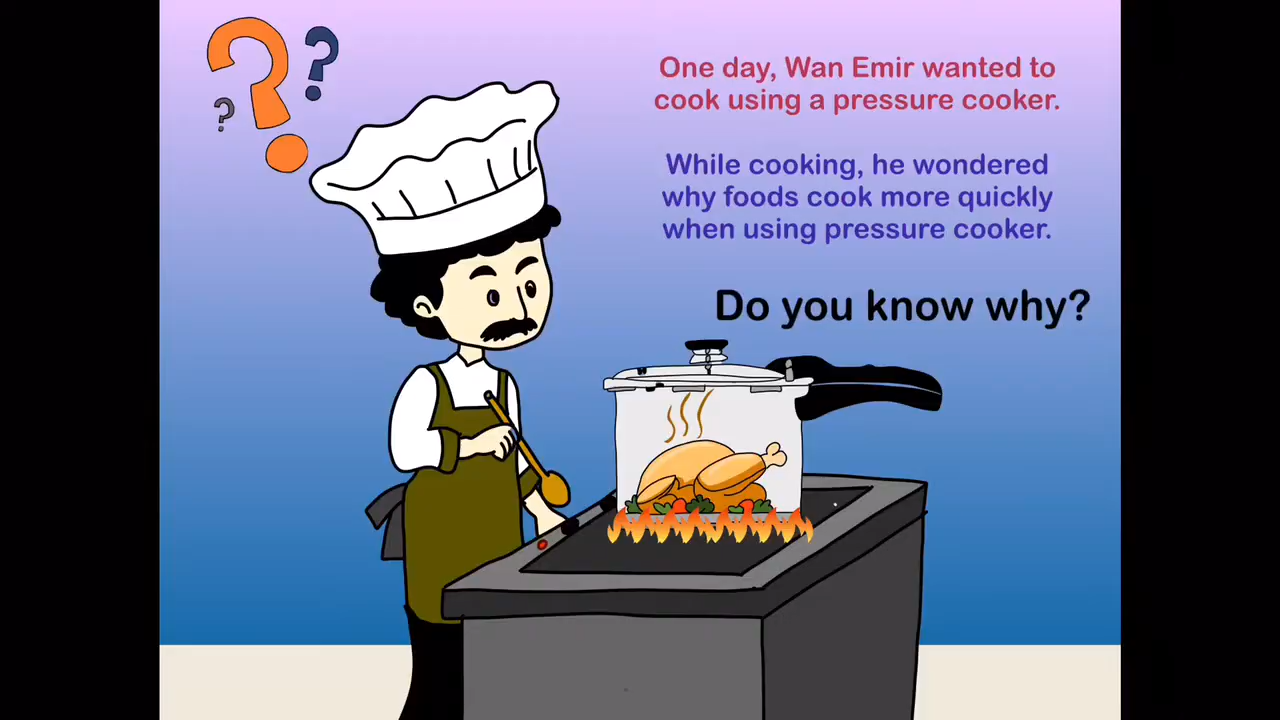 One day, Wan Emir wanted to
cook using a pressure cooker.
While cooking, he wondered
why foods cook more quickly
when using pressure cooker.
Do you know why?
? ? ?